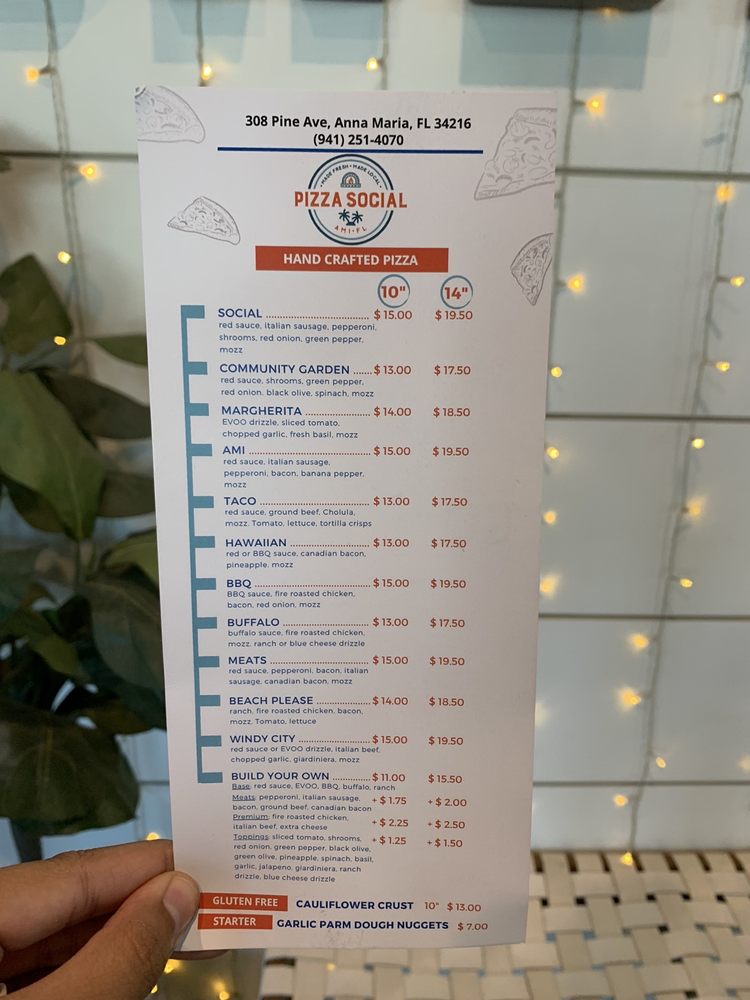 308 Pine Ave, Anna Maria, FL 34216
(941) 251-4070
MADE FRESH • MADE LOCAL
PIZZA SOCIAL
AMI•FL
HAND CRAFTED PIZZA
10" 14"
SOCIAL ........................ $ 15.00 $ 19.50
red sauce, italian sausage, pepperoni,
shrooms, red onion, green pepper,
mozz
COMMUNITY GARDEN ...... $ 13.00 $ 17.50
red sauce, shrooms, green pepper,
red onion, black olive, spinach, mozz
MARGHERITA ................ $ 14.00 $ 18.50
EVOO drizzle, sliced tomato,
chopped garlic, fresh basil, mozz
AMI ............................ $ 15.00 $ 19.50
red sauce, italian sausage,
pepperoni, bacon, banana pepper,
mozz
TACO ........................... $ 13.00 $ 17.50
red sauce, ground beef, Cholula,
mozz. Tomato, lettuce, tortilla crisps
HAWAIIAN ..................... $ 13.00 $ 17.50
red or BBQ sauce, canadian bacon,
pineapple, mozz
BBQ ............................ $ 15.00 $ 19.50
BBQ sauce, fire roasted chicken,
bacon, red onion, mozz
BUFFALO ...................... $ 13.00 $ 17.50
buffalo sauce, fire roasted chicken,
mozz. ranch or blue cheese drizzle
MEATS ......................... $ 15.00 $ 19.50
red sauce, pepperoni, bacon, italian
sausage, canadian bacon, mozz
BEACH PLEASE .............. $ 14.00 $ 18.50
ranch, fire roasted chicken, bacon,
mozz. Tomato, lettuce
WINDY CITY .................. $ 15.00 $ 19.50
red sauce or EVOO drizzle, italian beef,
chopped garlic, giardiniera, mozz
BUILD YOUR OWN ........... $ 11.00 $ 15.50
Base: red sauce, EVOO, BBQ, buffalo, ranch
Meats: pepperoni, italian sausage, + $ 1.75 + $ 2.00
bacon, ground beef, canadian bacon
Premium: fire roasted chicken, + $ 2.25 + $ 2.50
italian beef, extra cheese
Toppings: sliced tomato, shrooms, + $ 1.25 + $ 1.50
red onion, green pepper, black olive,
green olive, pineapple, spinach, basil,
garlic, jalapeno, giardiniera, ranch
drizzle, blue cheese drizzle
GLUTEN FREE CAULIFLOWER CRUST 10" $ 13.00
STARTER GARLIC PARM DOUGH NUGGETS $ 7.00